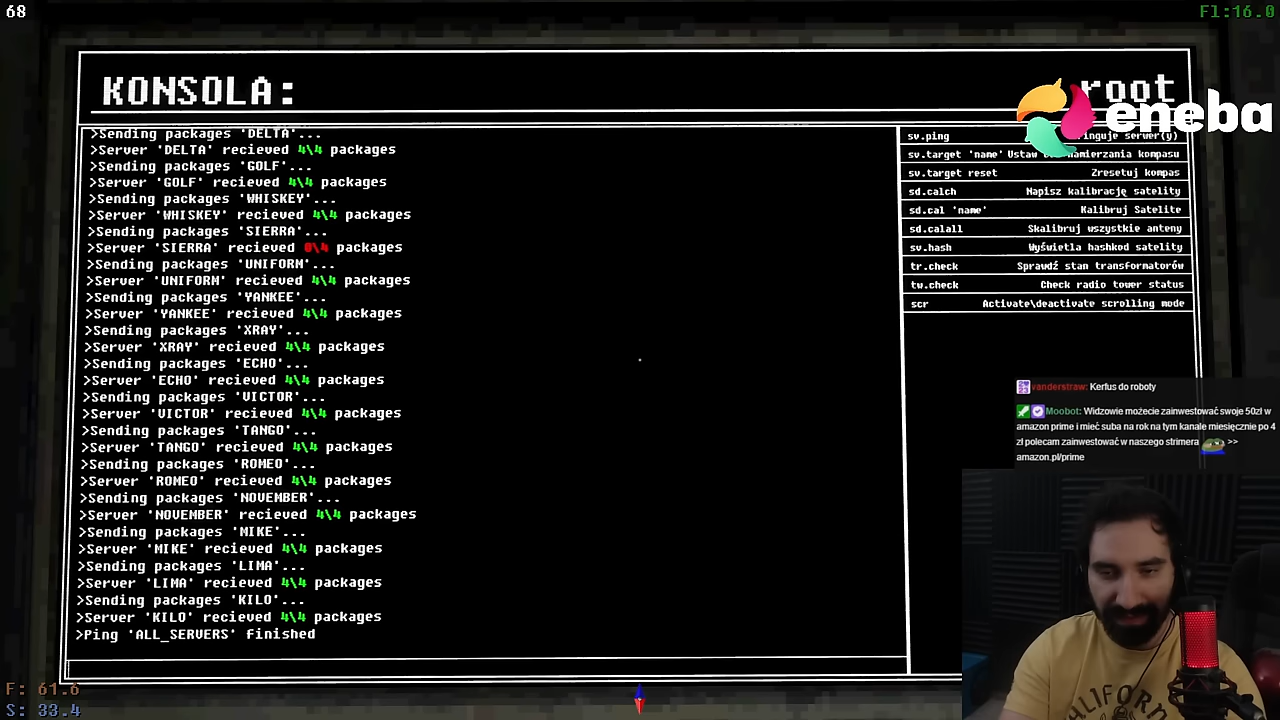 68
Fl:16.0
KONSOLA:
root
eneba
>Sending packages 'DELTA'...
>Server 'DELTA' recieved 4\4 packages
>Sending packages 'GOLF'...
>Server 'GOLF' recieved 4\4 packages
>Sending packages 'WHISKEY'...
>Server 'WHISKEY' recieved 4\4 packages
>Sending packages 'SIERRA'...
>Server 'SIERRA' recieved 0\4 packages
>Sending packages 'UNIFORM'...
>Server 'UNIFORM' recieved 4\4 packages
>Sending packages 'YANKEE'...
>Server 'YANKEE' recieved 4\4 packages
>Sending packages 'XRAY'...
>Server 'XRAY' recieved 4\4 packages
>Sending packages 'ECHO'...
>Server 'ECHO' recieved 4\4 packages
>Sending packages 'VICTOR'...
>Server 'VICTOR' recieved 4\4 packages
>Sending packages 'TANGO'...
>Server 'TANGO' recieved 4\4 packages
>Sending packages 'ROMEO'...
>Server 'ROMEO' recieved 4\4 packages
>Sending packages 'NOVEMBER'...
>Server 'NOVEMBER' recieved 4\4 packages
>Sending packages 'MIKE'...
>Server 'MIKE' recieved 4\4 packages
>Sending packages 'LIMA'...
>Server 'LIMA' recieved 4\4 packages
>Sending packages 'KILO'...
>Server 'KILO' recieved 4\4 packages
>Ping 'ALL_SERVERS' finished
sv.ping serwer(y)
sv.target 'name' Ustaw namierzania kompasu
sv.target reset Zresetuj kompas
sd.calch Napisz kalibrację satelity
sd.cal 'name' Kalibruj Satelite
sd.calall Skalibruj wszystkie anteny
sv.hash Wyświetla hashkod satelity
tr.check Sprawdź stan transformatorów
tw.check Check radio tower status
scr Activate\deactivate scrolling mode
vanderstraw: Kerfus do roboty
Moobot: Widzowie możecie zainwestować swoje 50zl w
amazon prime i mieć suba na rok na tym kanale miesięcznie po 4
zł polecam zainwestować w naszego strimera >>
amazon.pl/prime
F: 61.6
S: 33.4